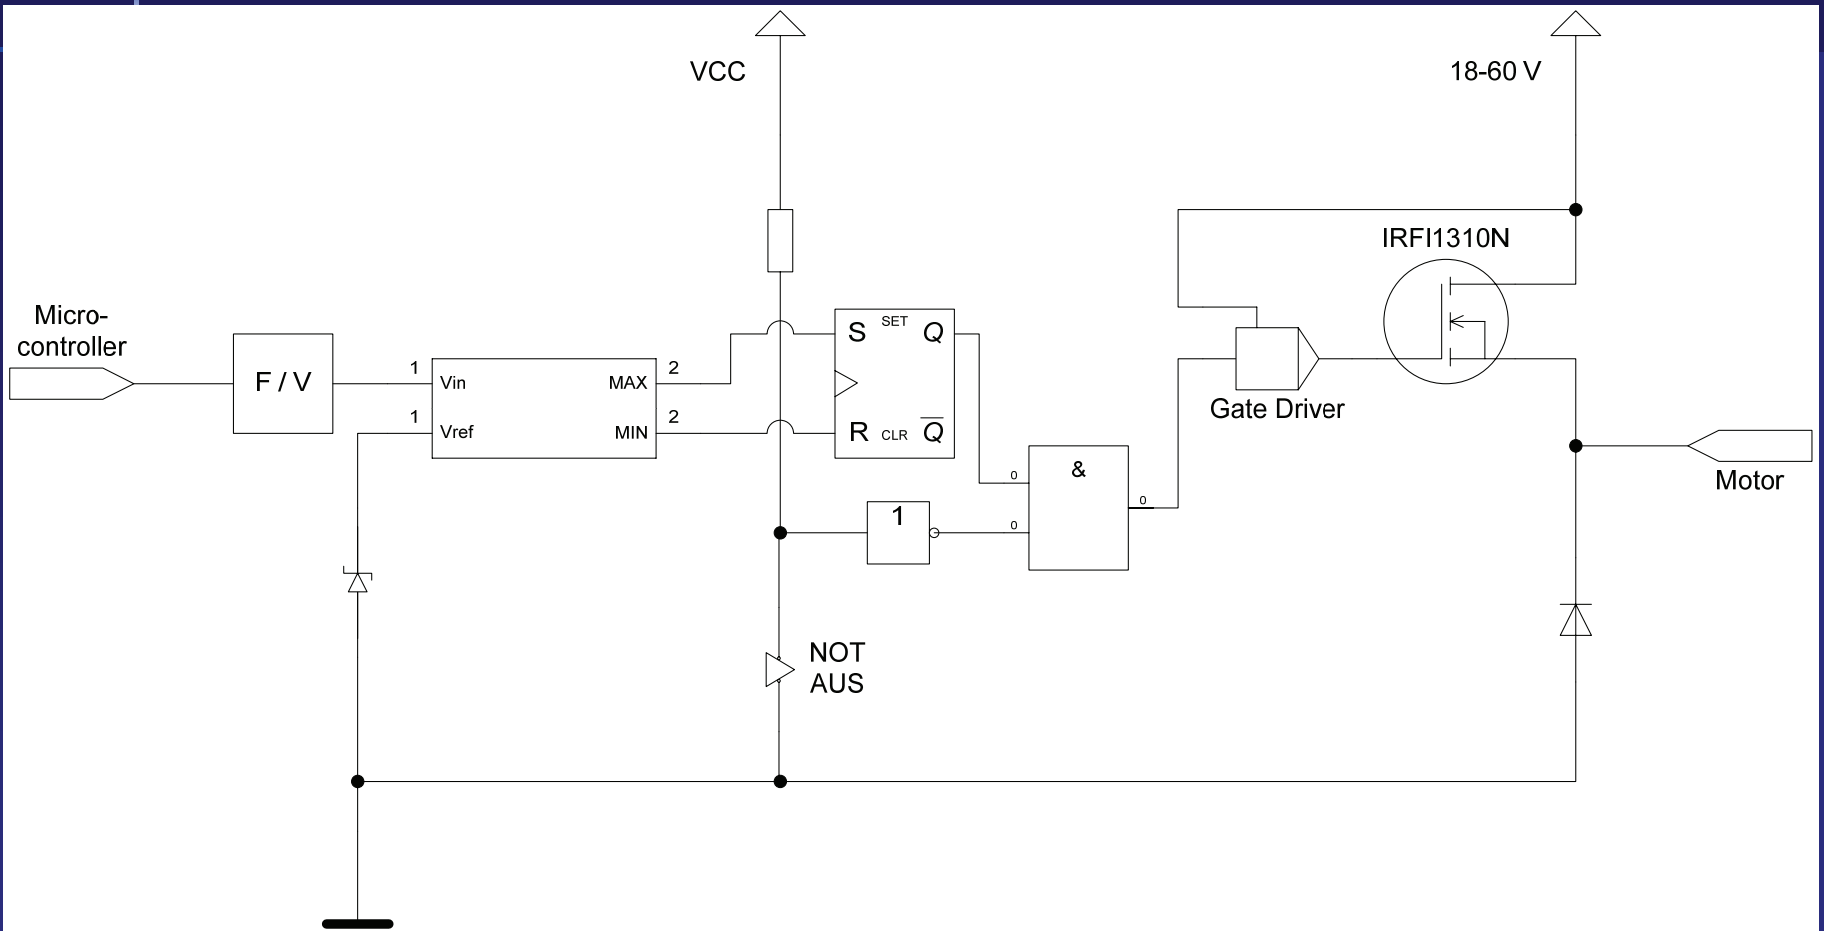 VCC
18-60 V
IRFI1310N
Micro-
controller
F / V
1
Vin
MAX
2
1
Vref
MIN
2
S
SET
Q
R
CLR
Q
Gate Driver
&
0
0
0
1
Motor
NOT
AUS